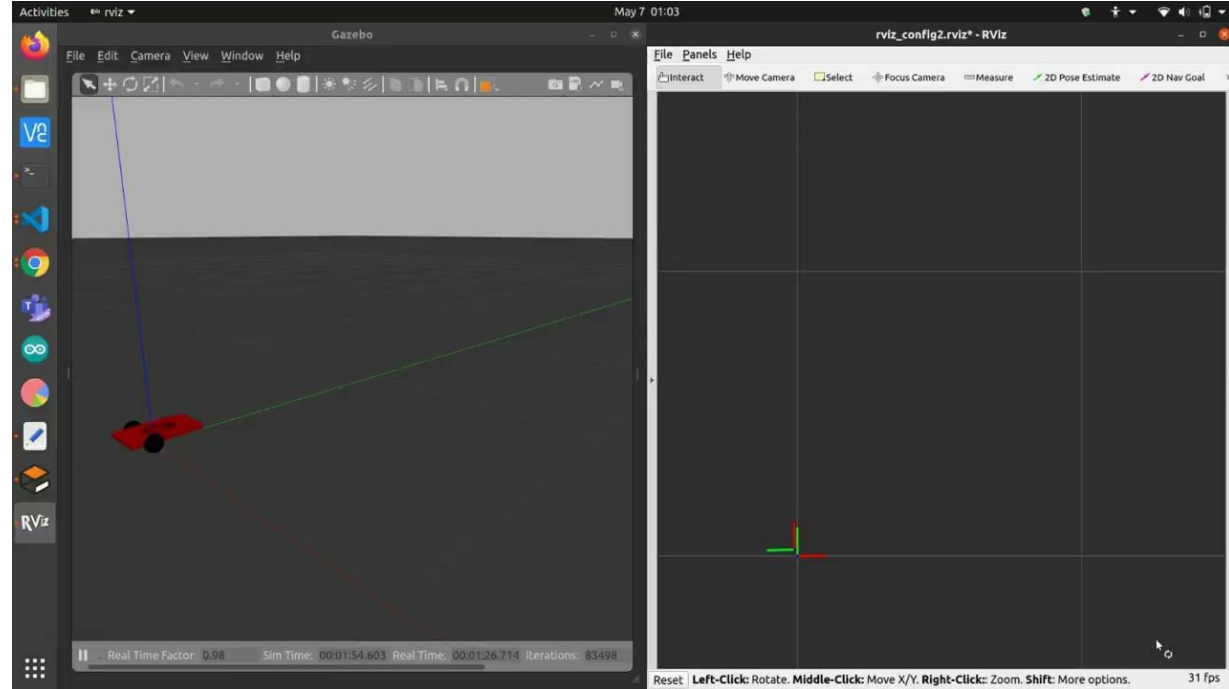 Activities rviz May 7 01:03
Gazebo
File Edit Camera View Window Help
Real Time Factor: 0.98 Sim Time: 00:01:54.603 Real Time: 00:01:26.714 Iterations: 83498
rviz_config2.rviz* - RViz
File Panels Help
Interact Move Camera Select Focus Camera Measure 2D Pose Estimate 2D Nav Goal
Reset Left-Click: Rotate. Middle-Click: Move X/Y. Right-Click:: Zoom. Shift: More options. 31 fps
RViz